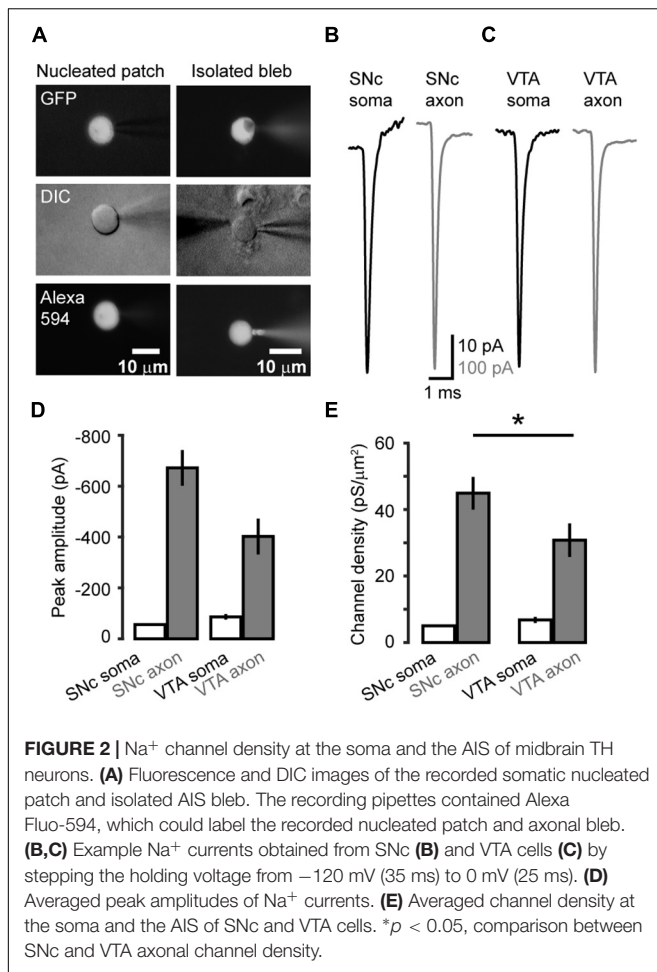 A
B
C
Nucleated patch
Isolated bleb
SNc soma
SNc axon
VTA soma
VTA axon
GFP
DIC
Alexa
594
10 μm
10 μm
10 pA
100 pA
1 ms
D
E
Peak amplitude (pA)
-800
-600
-400
-200
0
SNc soma
SNc axon
VTA soma
VTA axon
Channel density (pS/μm²)
60
40
20
0
*
SNc soma
SNc axon
VTA soma
VTA axon
FIGURE 2 | Na⁺ channel density at the soma and the AIS of midbrain TH
neurons. (A) Fluorescence and DIC images of the recorded somatic nucleated
patch and isolated AIS bleb. The recording pipettes contained Alexa
Fluo-594, which could label the recorded nucleated patch and axonal bleb.
(B,C) Example Na⁺ currents obtained from SNc (B) and VTA cells (C) by
stepping the holding voltage from −120 mV (35 ms) to 0 mV (25 ms). (D)
Averaged peak amplitudes of Na⁺ currents. (E) Averaged channel density at
the soma and the AIS of SNc and VTA cells. *p < 0.05, comparison between
SNc and VTA axonal channel density.